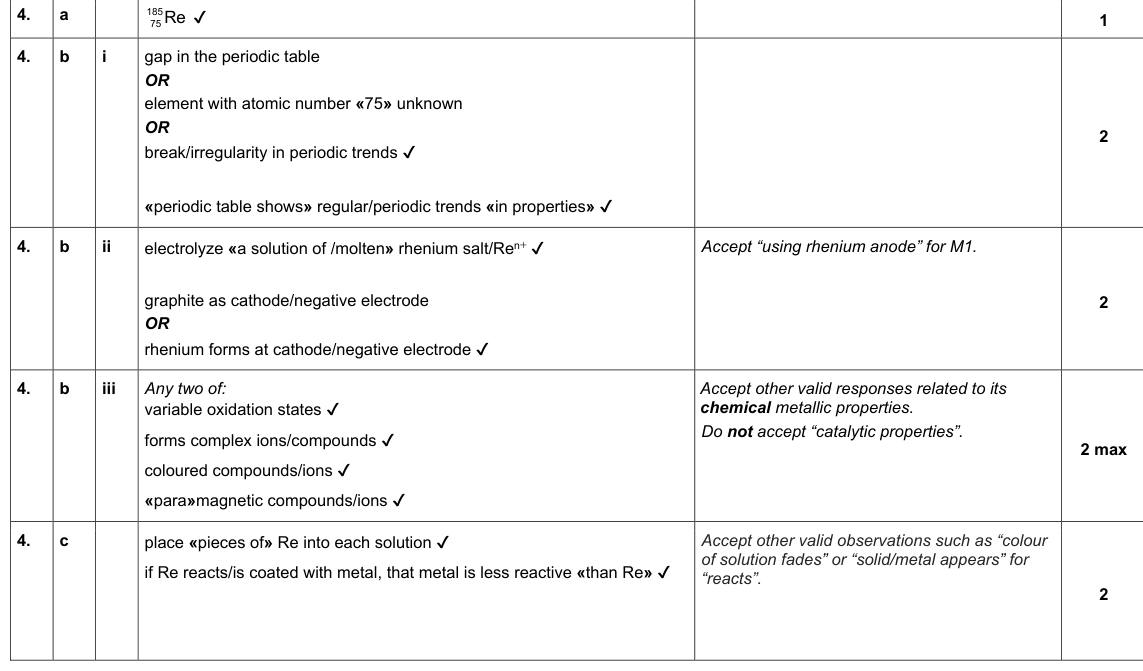 4. a ¹⁸⁵₇₅Re ✓ 1
4. b i gap in the periodic table
OR
element with atomic number «75» unknown
OR
break/irregularity in periodic trends ✓
2
«periodic table shows» regular/periodic trends «in properties» ✓
4. b ii electrolyze «a solution of /molten» rhenium salt/Reⁿ⁺ ✓
Accept “using rhenium anode” for M1.
graphite as cathode/negative electrode
OR
rhenium forms at cathode/negative electrode ✓
2
4. b iii Any two of:
variable oxidation states ✓
forms complex ions/compounds ✓
coloured compounds/ions ✓
«para»magnetic compounds/ions ✓
Accept other valid responses related to its
chemical metallic properties.
Do not accept “catalytic properties”.
2 max
4. c place «pieces of» Re into each solution ✓
if Re reacts/is coated with metal, that metal is less reactive «than Re» ✓
Accept other valid observations such as “colour
of solution fades” or “solid/metal appears” for
“reacts”.
2